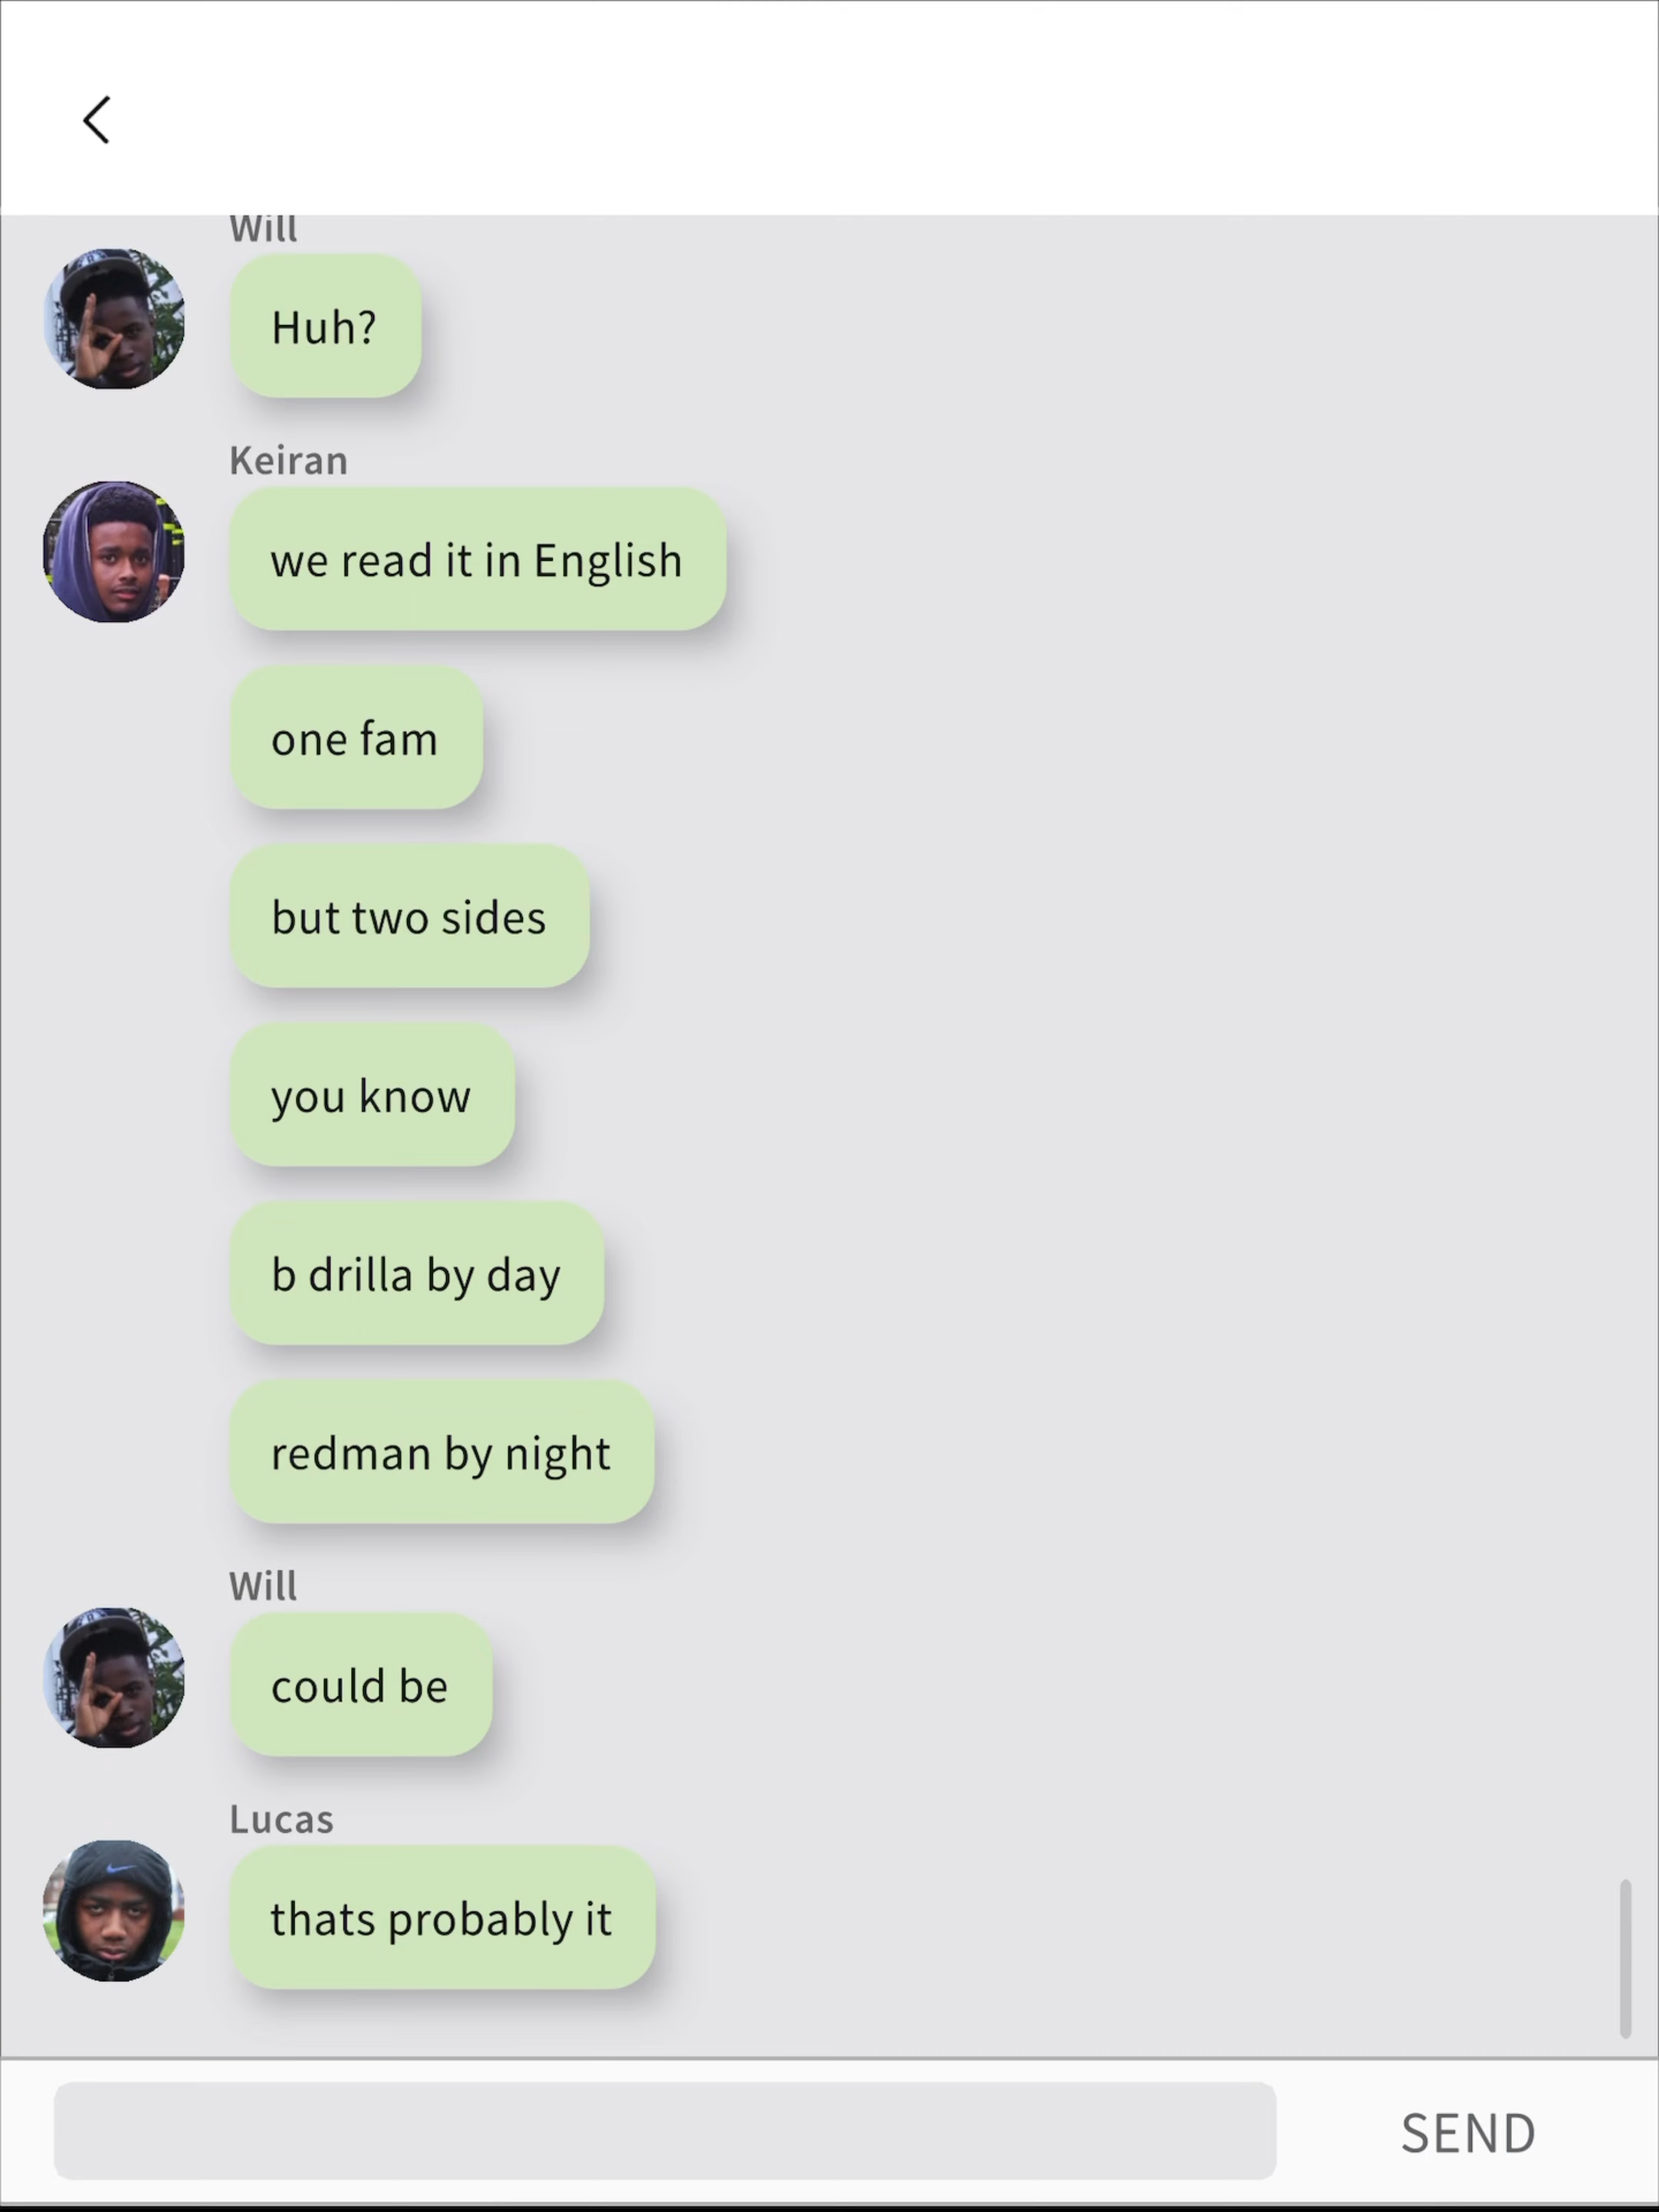 Will
Huh?
Keiran
we read it in English
one fam
but two sides
you know
b drilla by day
redman by night
Will
could be
Lucas
thats probably it
SEND